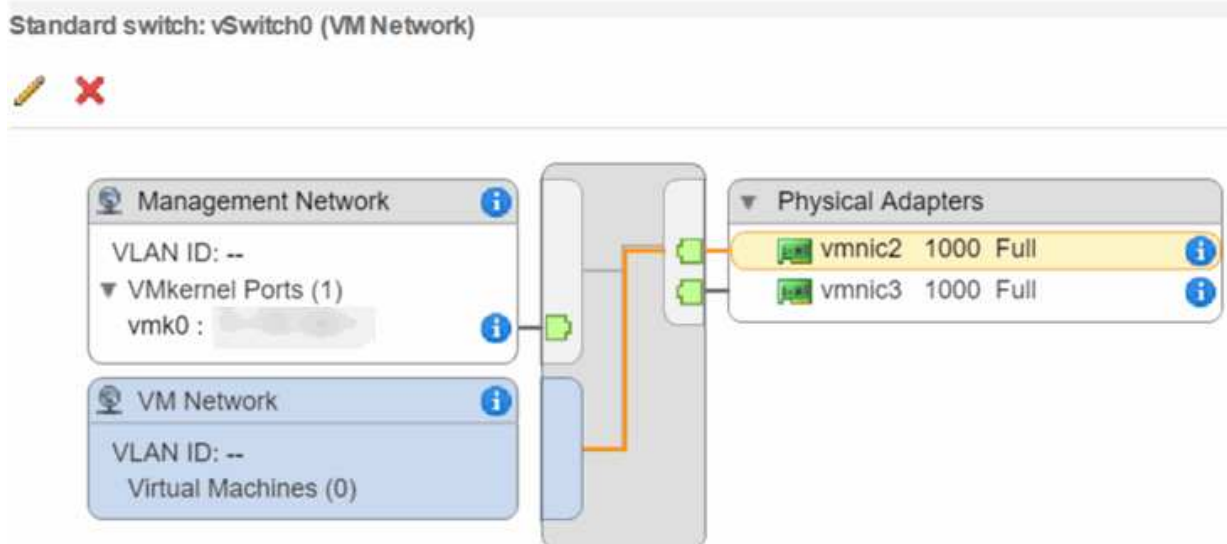 Standard switch: vSwitch0 (VM Network)
Management Network
VLAN ID: --
VMkernel Ports (1)
vmk0 :
VM Network
VLAN ID: --
Virtual Machines (0)
Physical Adapters
vmnic2 1000 Full
vmnic3 1000 Full